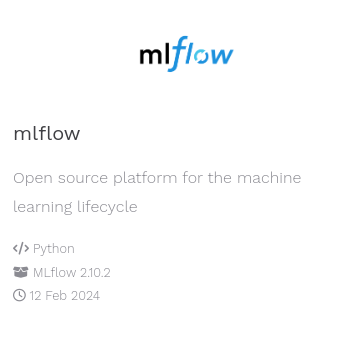 mlflow
mlflow
Open source platform for the machine
learning lifecycle
Python
MLflow 2.10.2
12 Feb 2024